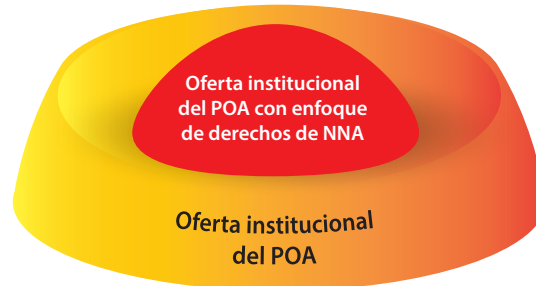 Oferta institucional
del POA con enfoque
de derechos de NNA
Oferta institucional
del POA